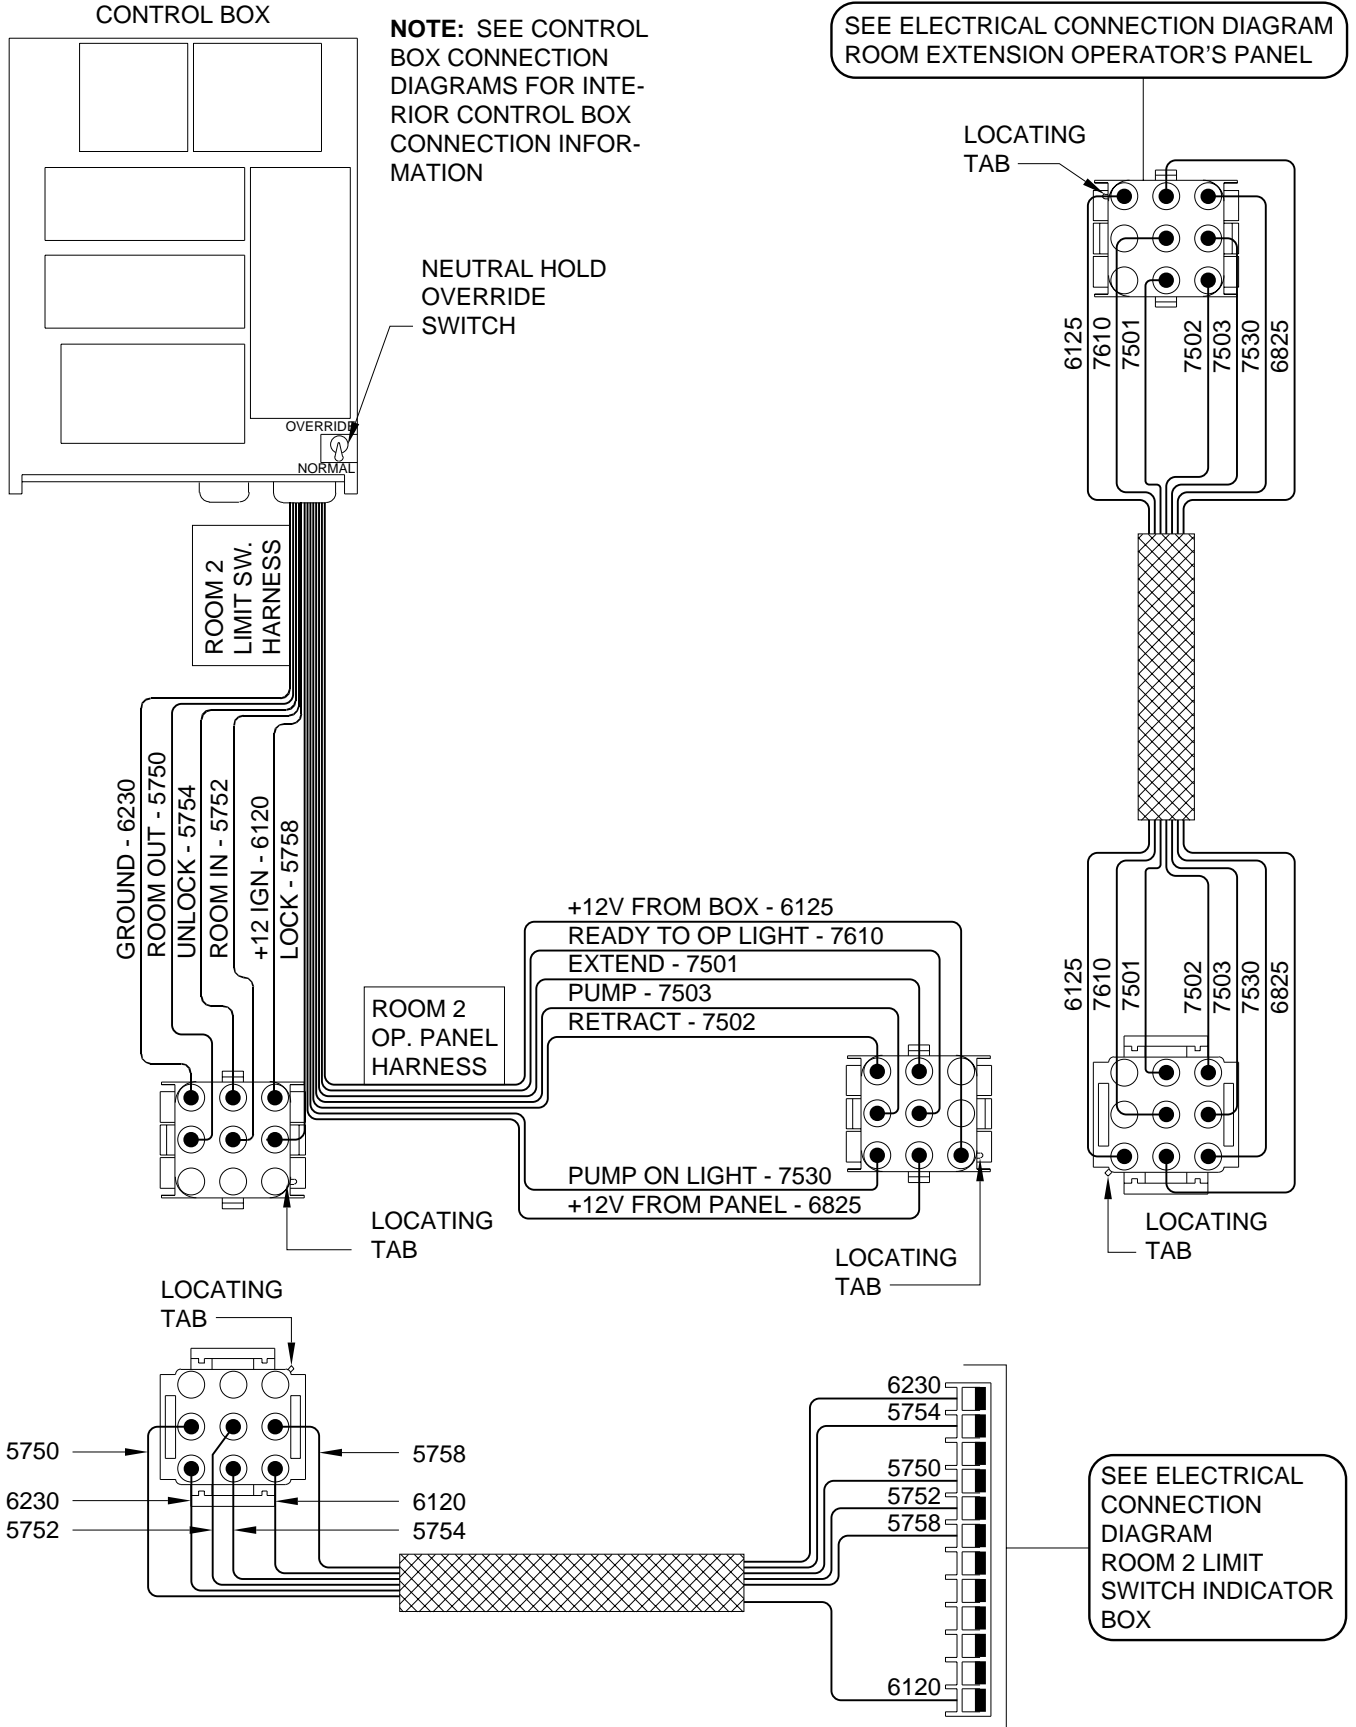 CONTROL BOX
NOTE: SEE CONTROL
BOX CONNECTION
DIAGRAMS FOR INTE-
RIOR CONTROL BOX
CONNECTION INFOR-
MATION
SEE ELECTRICAL CONNECTION DIAGRAM
ROOM EXTENSION OPERATOR'S PANEL
LOCATING
TAB
NEUTRAL HOLD
OVERRIDE
SWITCH
6125
7610
7501
7502
7503
7530
6825
OVERRIDE
NORMAL
ROOM 2
LIMIT SW.
HARNESS
GROUND - 6230
ROOM OUT - 5750
UNLOCK - 5754
ROOM IN - 5752
+12 IGN - 6120
LOCK - 5758
+12V FROM BOX - 6125
READY TO OP LIGHT - 7610
EXTEND - 7501
PUMP - 7503
RETRACT - 7502
ROOM 2
OP. PANEL
HARNESS
PUMP ON LIGHT - 7530
+12V FROM PANEL - 6825
6125
7610
7501
7502
7503
7530
6825
LOCATING
TAB
LOCATING
TAB
LOCATING
TAB
LOCATING
TAB
5750
6230
5752
5758
6120
5754
6230
5754
5750
5752
5758
6120
SEE ELECTRICAL
CONNECTION
DIAGRAM
ROOM 2 LIMIT
SWITCH INDICATOR
BOX